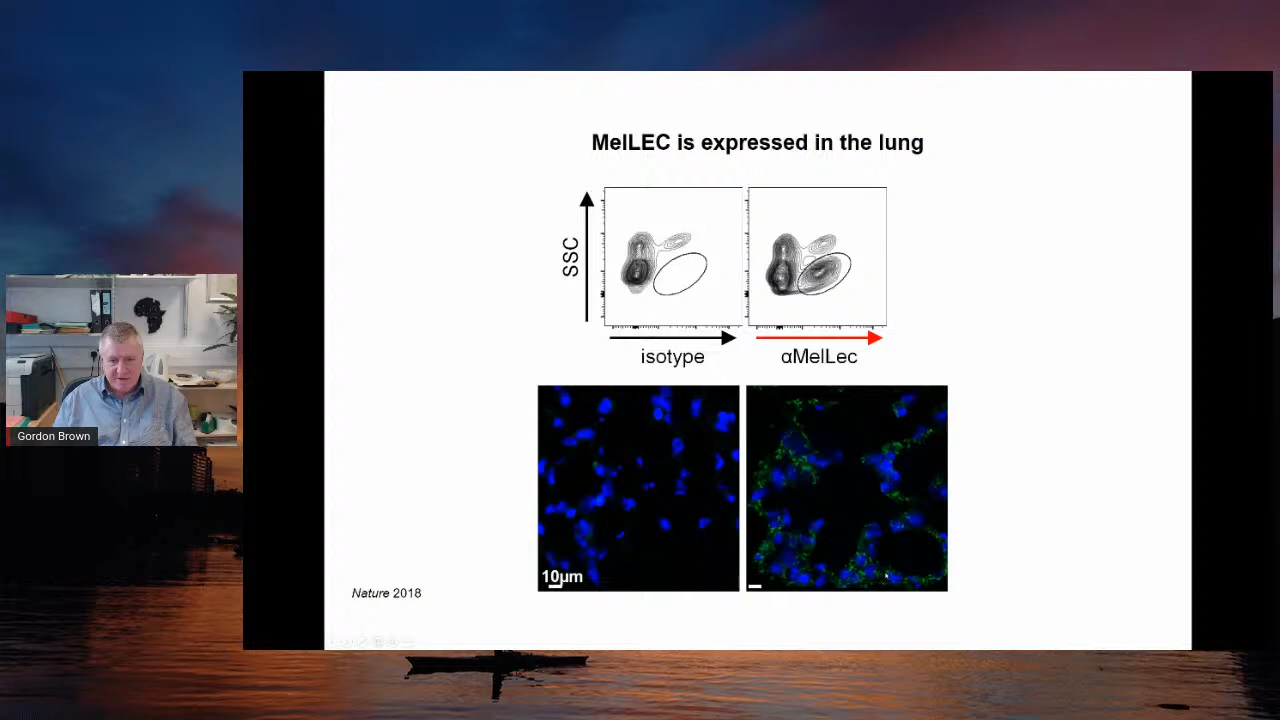 MelLEC is expressed in the lung
SSC
isotype
αMelLec
10µm
Nature 2018
Gordon Brown